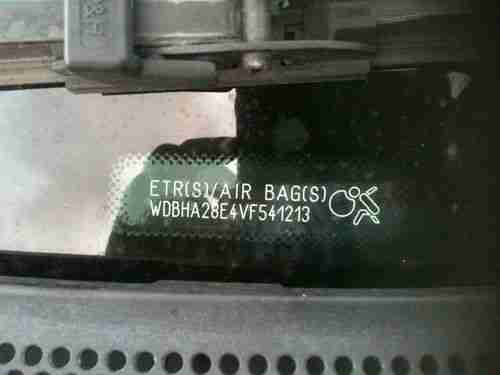 ETR(S)/AIR BAG(S)
WDBHA28E4VF541213